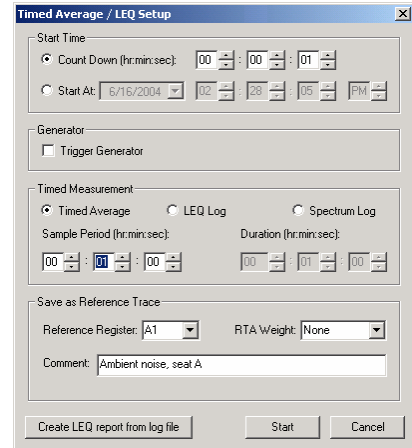 Timed Average / LEQ Setup
Start Time
Count Down (hr:min:sec): 00 : 00 : 01
Start At: 6/16/2004 02 : 28 : 05 PM
Generator
Trigger Generator
Timed Measurement
Timed Average LEQ Log Spectrum Log
Sample Period (hr:min:sec): Duration (hr:min:sec):
00 : 01 : 00 00 : 01 : 00
Save as Reference Trace
Reference Register: A1 RTA Weight: None
Comment: Ambient noise, seat A
Create LEQ report from log file Start Cancel